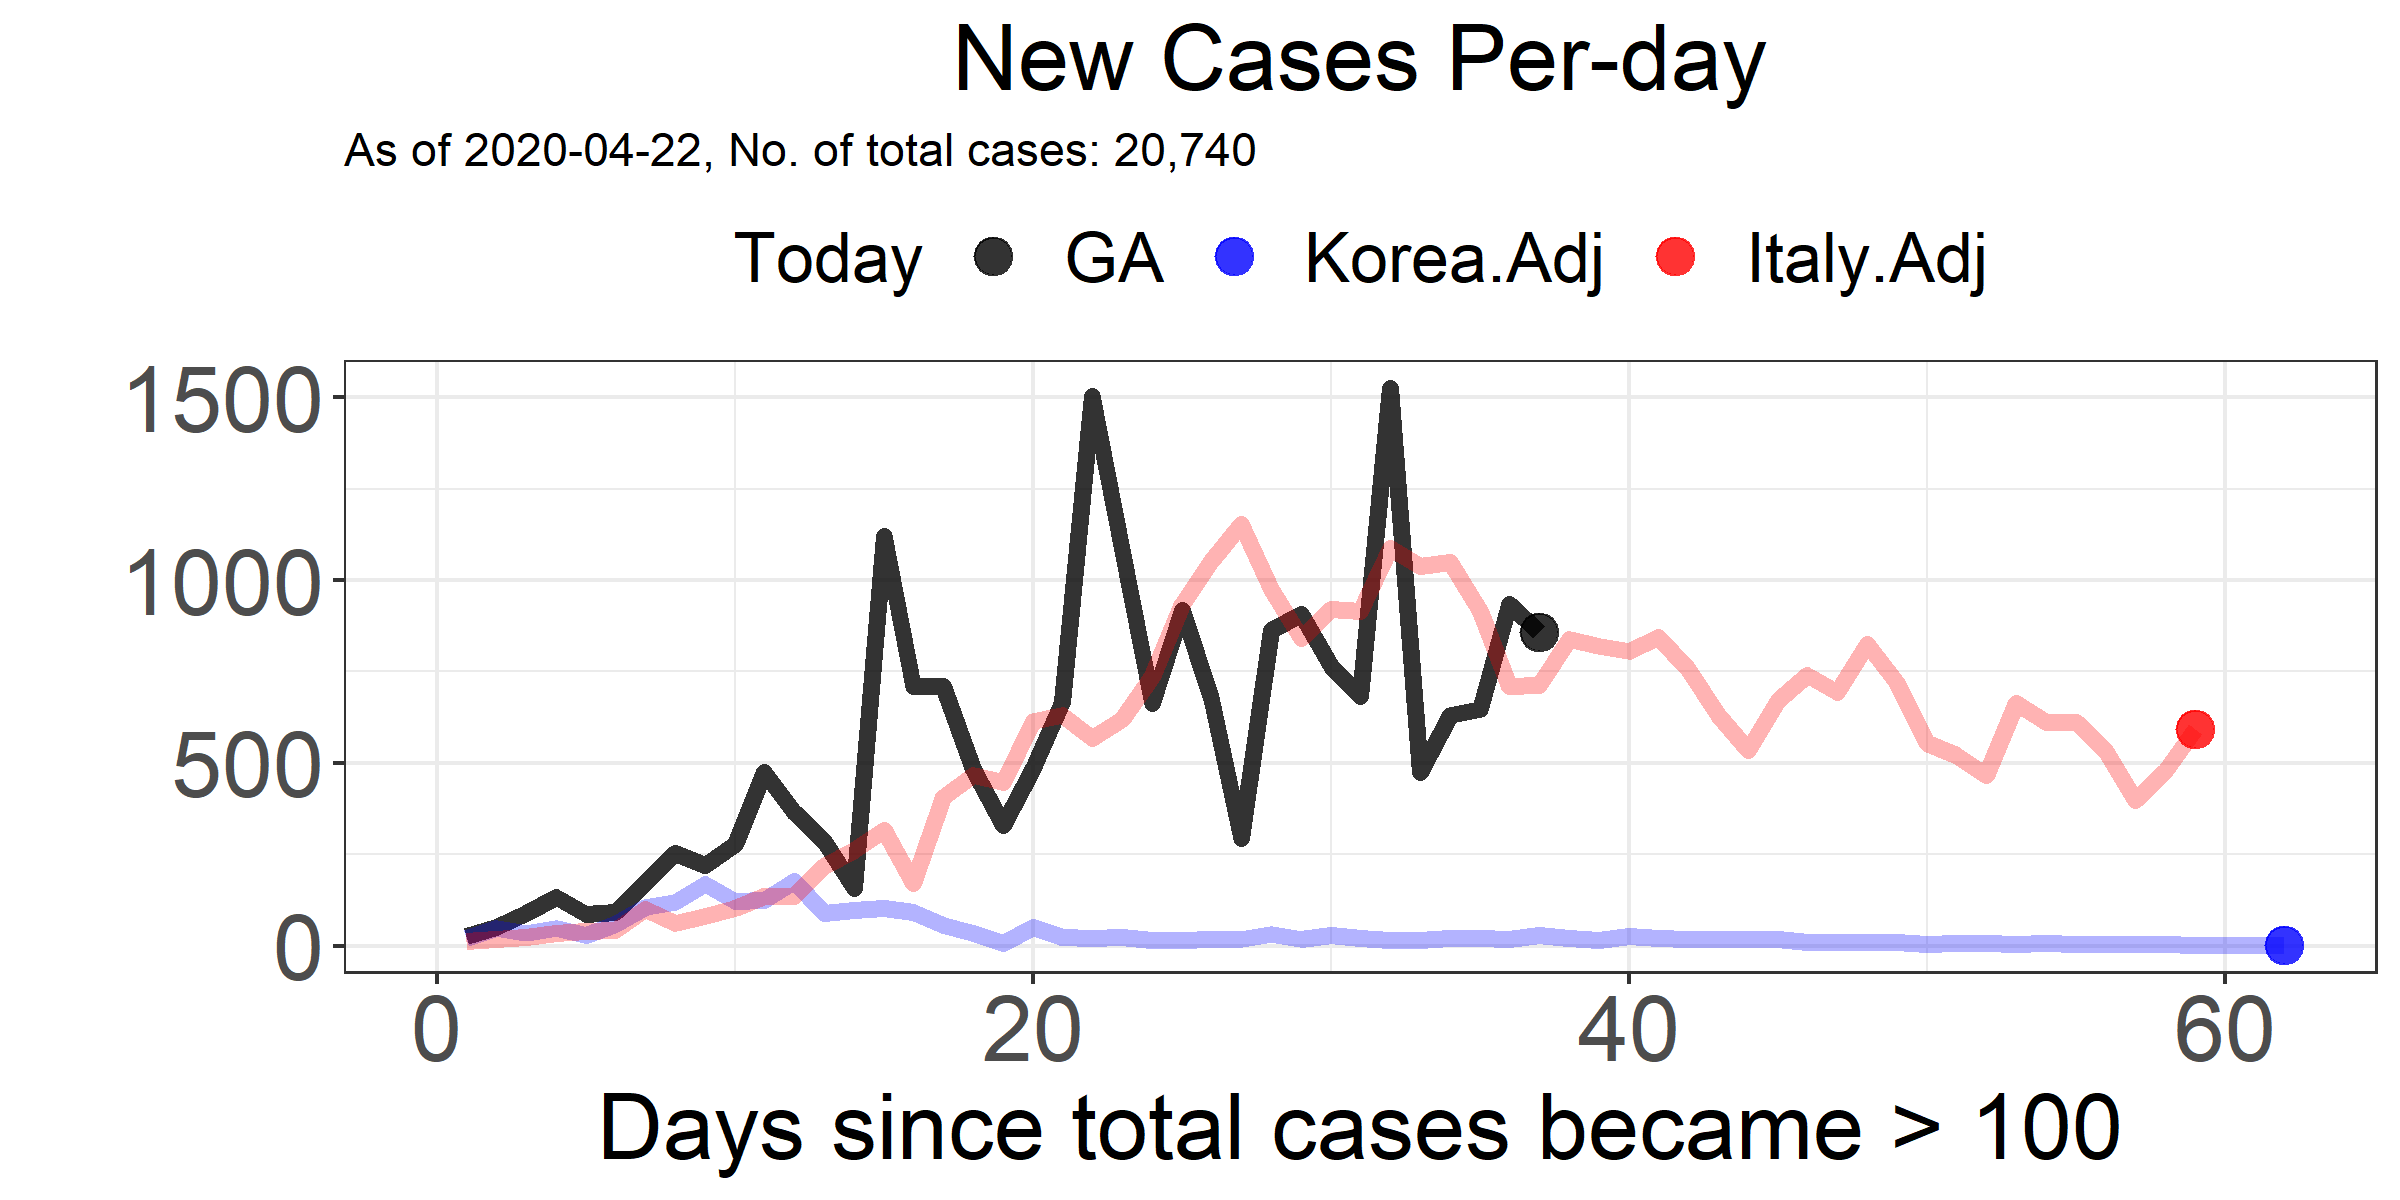 New Cases Per-day
As of 2020-04-22, No. of total cases: 20,740
Today GA Korea.Adj Italy.Adj
1500
1000
500
0
0 20 40 60
Days since total cases became > 100